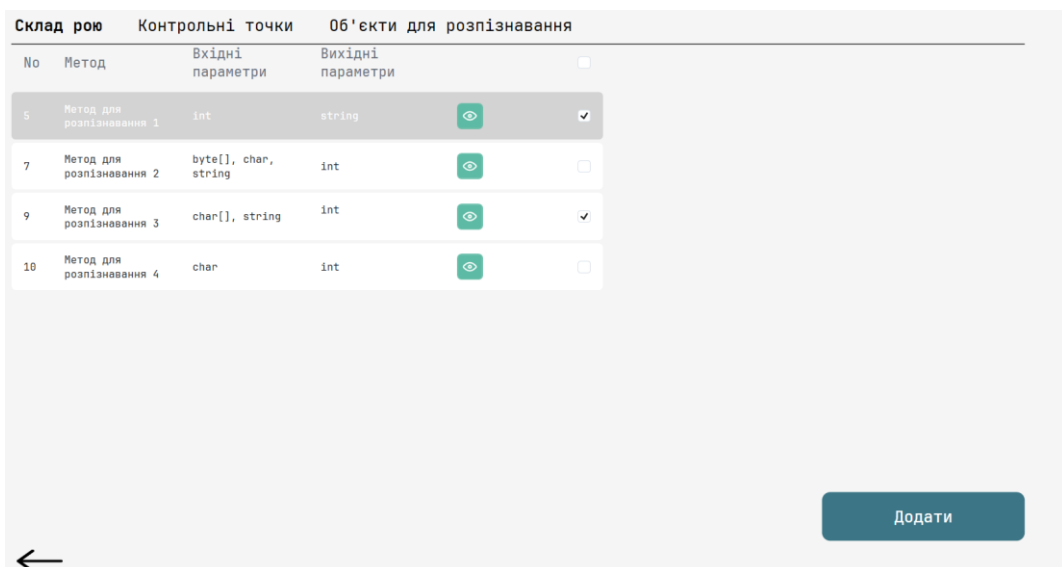 Склад рою Контрольні точки Об'єкти для розпізнавання
No Метод Вхідні параметри Вихідні параметри
5 Метод для розпізнавання 1 int string
7 Метод для розпізнавання 2 byte[], char, string int
9 Метод для розпізнавання 3 char[], string int
10 Метод для розпізнавання 4 char int
Додати